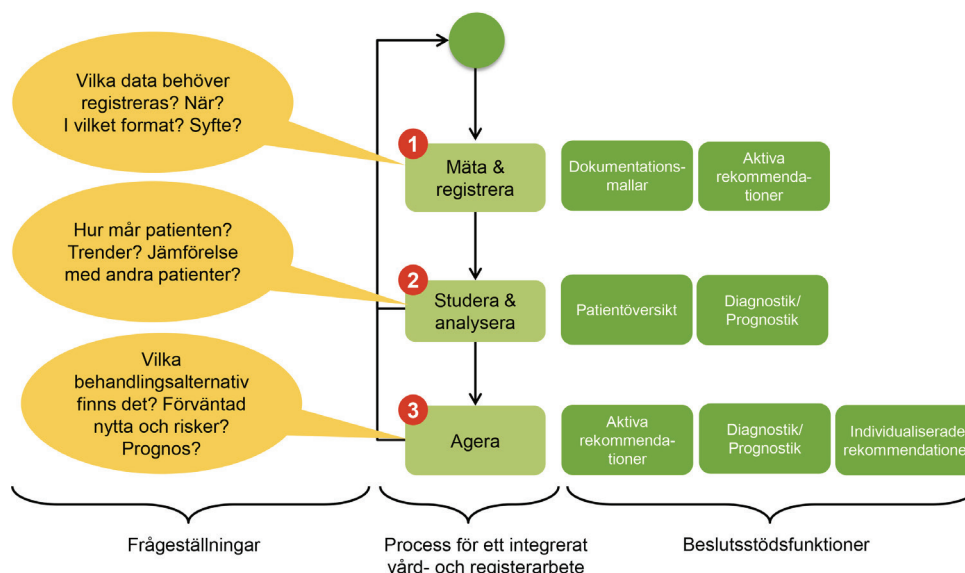 Vilka data behöver
registreras? När?
I vilket format? Syfte?
1
Mäta &
registrera
Dokumentations-
mallar
Aktiva
rekommenda-
tioner
Hur mår patienten?
Trender? Jämförelse
med andra patienter?
2
Studera &
analysera
Patientöversikt
Diagnostik/
Prognostik
Vilka
behandlingsalternativ
finns det? Förväntad
nytta och risker?
Prognos?
3
Agera
Aktiva
rekommenda-
tioner
Diagnostik/
Prognostik
Individualiserade
rekommendatione
Frågeställningar
Process för ett integrerat
vård- och registerarbete
Beslutsstödsfunktioner